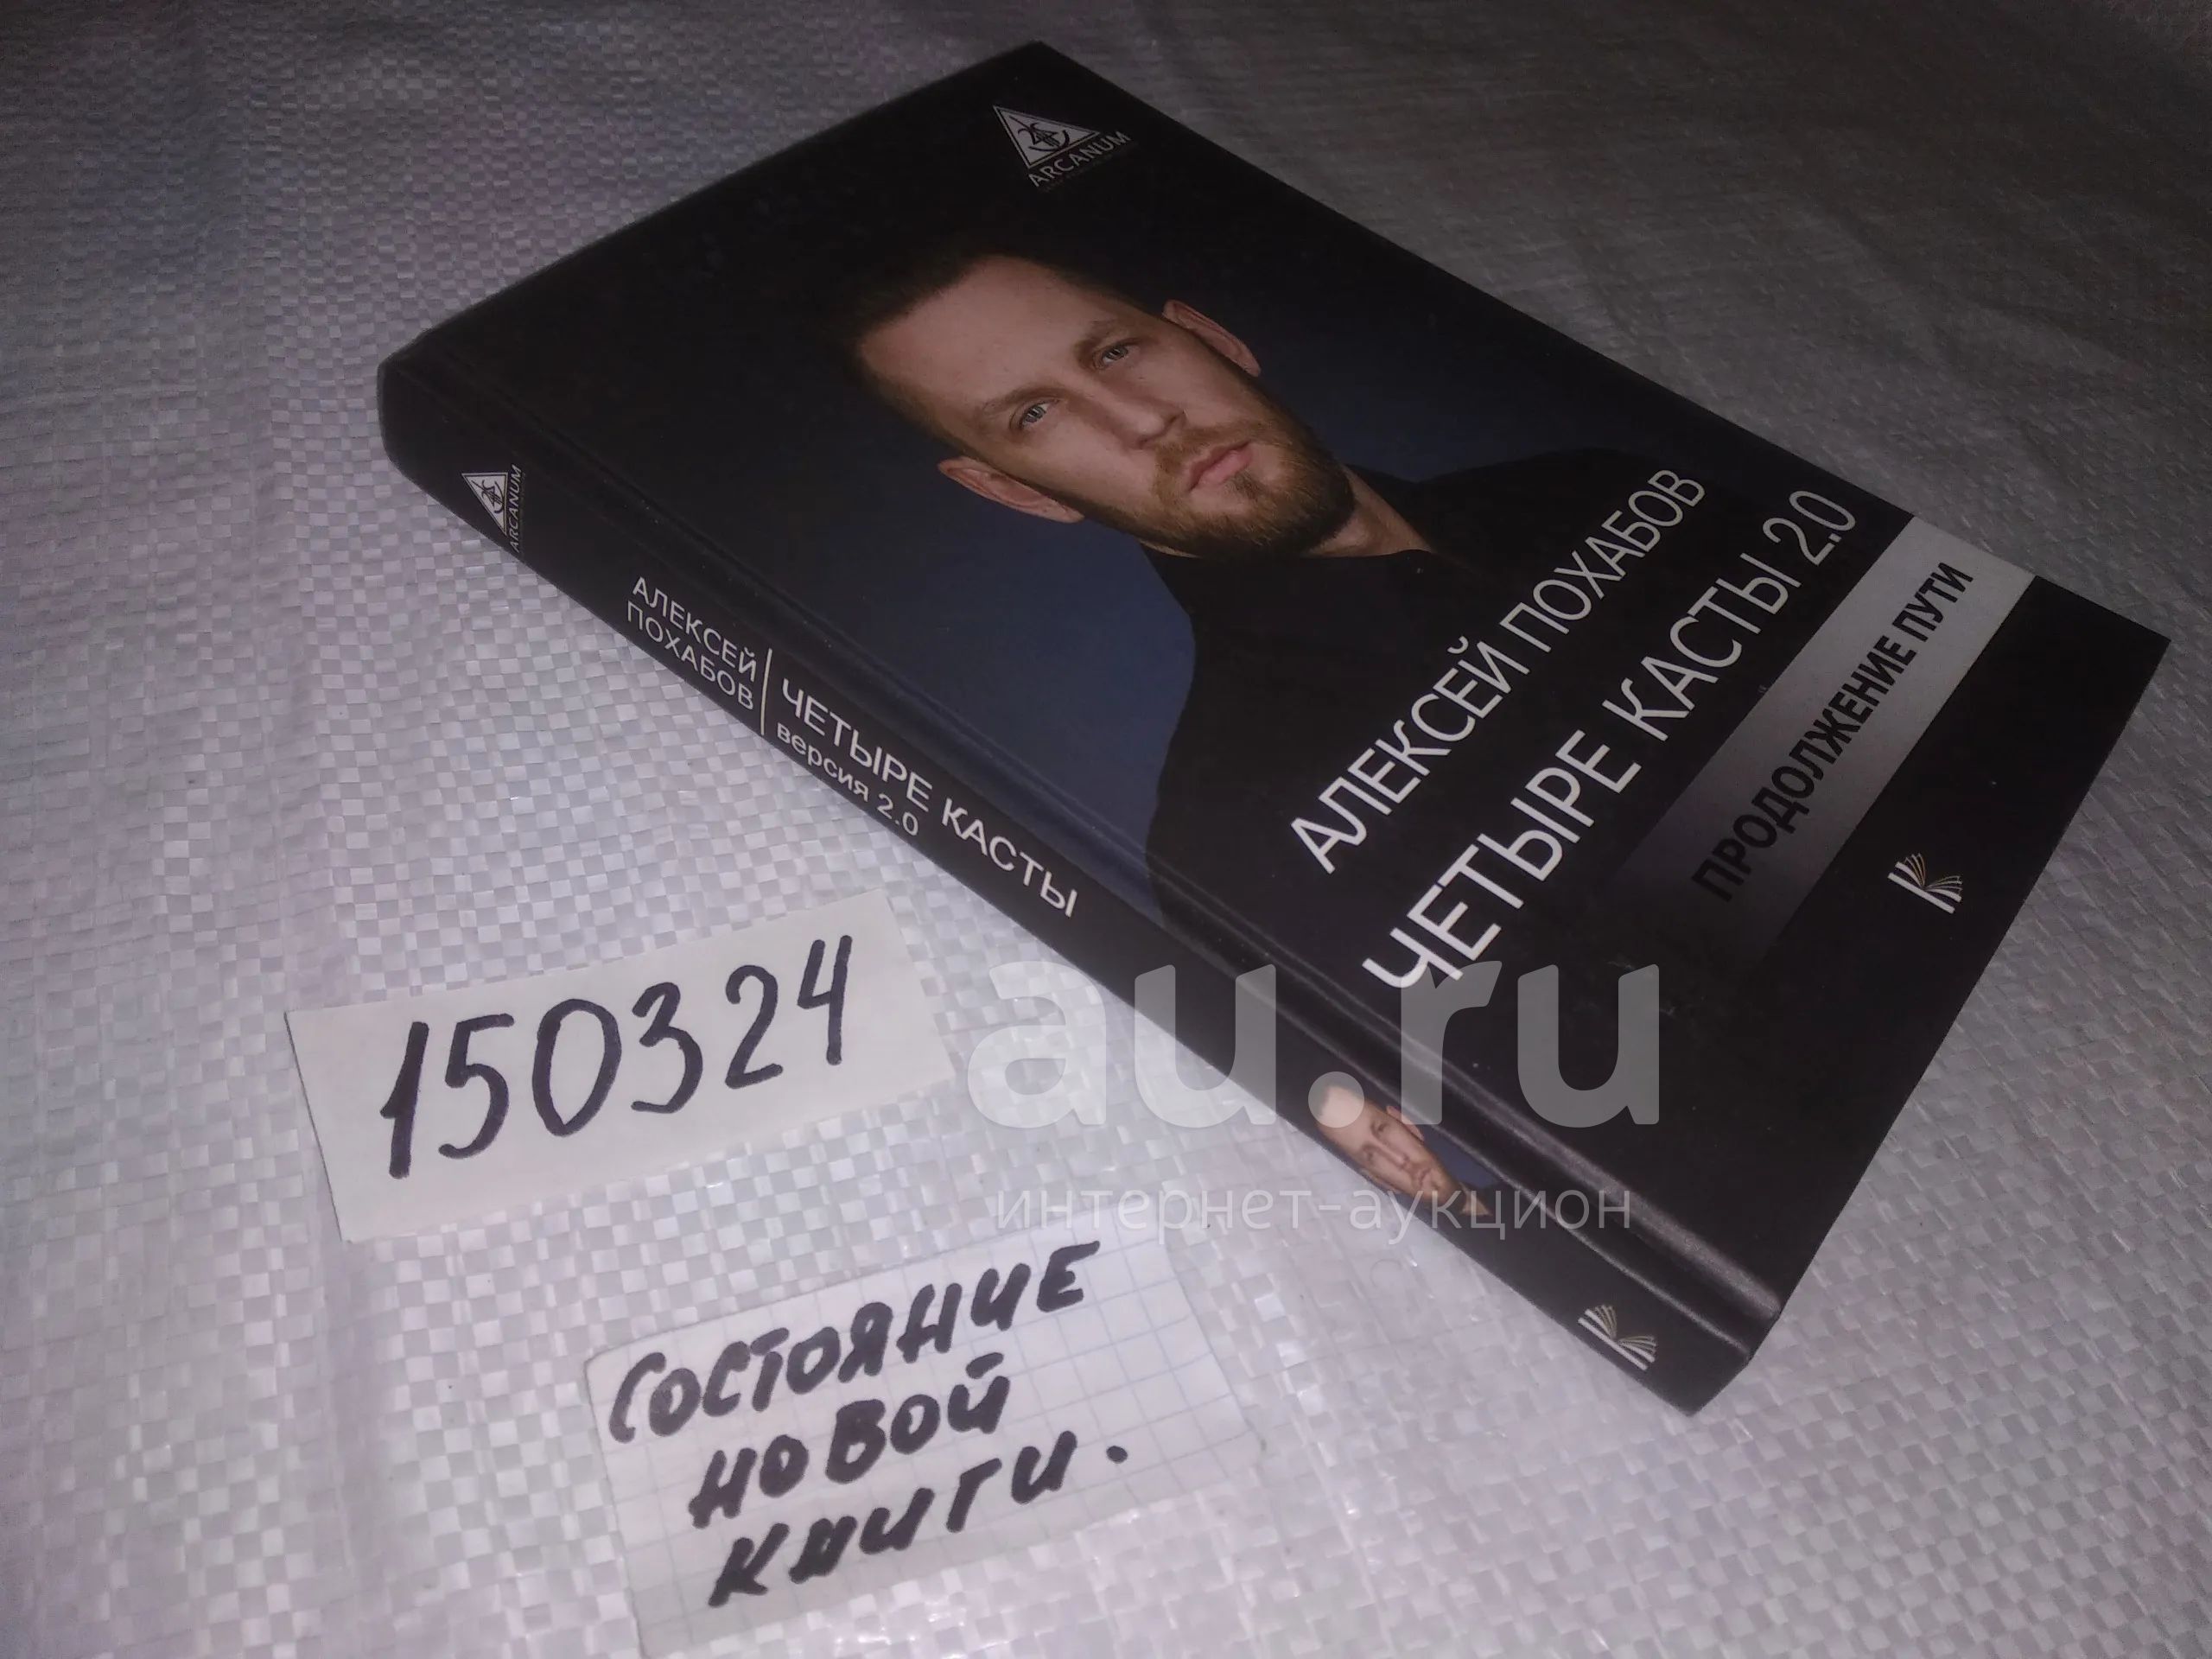 ARCANUM
АЛЕКСЕЙ ПОХАБОВ
ЧЕТЫРЕ КАСТЫ 2.0
ПРОДОЛЖЕНИЕ ПУТИ
ARCANUM
АЛЕКСЕЙ
ПОХАБОВ
ЧЕТЫРЕ КАСТЫ
версия 2.0
150324
au.ru
интернет-аукцион
СОСТОЯНИЕ
НОВОЙ
КНИГИ.